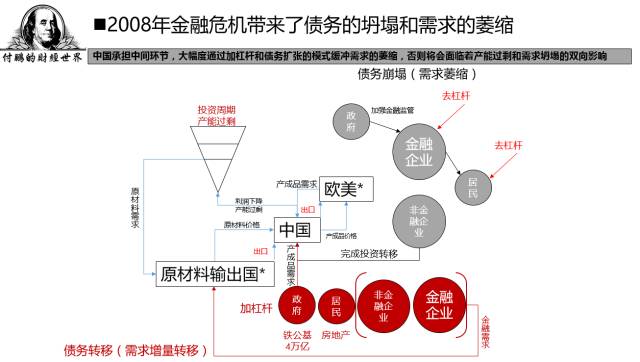 ■2008年金融危机带来了债务的坍塌和需求的萎缩
付鹏的财经世界
中国承担中间环节，大幅度通过加杠杆和债务扩张的模式缓冲需求的萎缩，否则将会面临着产能过剩和需求坍塌的双向影响
债务崩塌（需求萎缩）
投资周期
产能过剩
政
府
加强金融监管
去杠杆
金融
企业
去杠杆
居
民
原材料需求
产成品需求
欧美*
利润下降
产能过剩
出口
非金
融企
业
原材料价格
中国
产成品价格
出口
产成品需求
完成投资转移
原材料输出国*
加杠杆
政
府
居
民
非金
融企
业
金融
企业
铁公基
4万亿
房地产
金融需求
债务转移（需求增量转移）